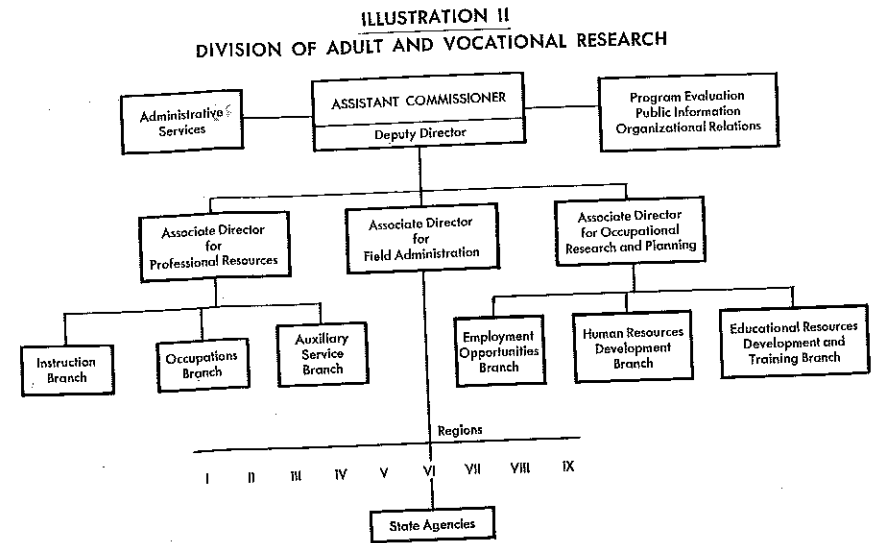 ILLUSTRATION II
DIVISION OF ADULT AND VOCATIONAL RESEARCH
Administrative
Services
ASSISTANT COMMISSIONER
Deputy Director
Program Evaluation
Public Information
Organizational Relations
Associate Director
for
Professional Resources
Associate Director
for
Field Administration
Associate Director
for Occupational
Research and Planning
Instruction
Branch
Occupations
Branch
Auxiliary
Service
Branch
Employment
Opportunities
Branch
Human Resources
Development
Branch
Educational Resources
Development and
Training Branch
Regions
I II III IV V VI VII VIII IX
State Agencies